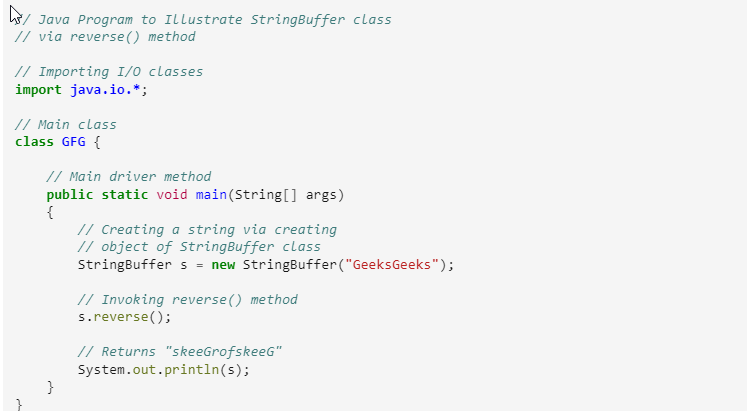 // Java Program to Illustrate StringBuffer class
// via reverse() method
// Importing I/O classes
import java.io.*;
// Main class
class GFG {
// Main driver method
public static void main(String[] args)
{
// Creating a string via creating
// object of StringBuffer class
StringBuffer s = new StringBuffer("GeeksGeeks");
// Invoking reverse() method
s.reverse();
// Returns "skeeGrofskeeG"
System.out.println(s);
}
}